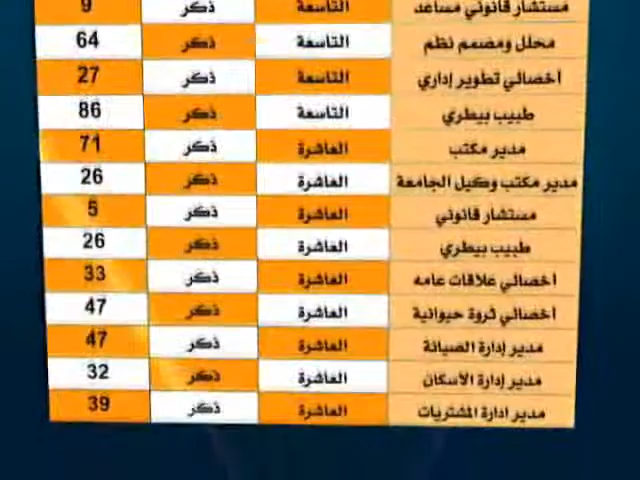 مستشار قانوني مساعد التاسعة ذكر 9
محلل ومصمم نظم التاسعة ذكر 64
أخصائي تطوير إداري التاسعة ذكر 27
طبيب بيطري التاسعة ذكر 86
مدير مكتب العاشرة ذكر 71
مدير مكتب وكيل الجامعة العاشرة ذكر 26
مستشار قانوني العاشرة ذكر 5
طبيب بيطري العاشرة ذكر 26
اخصائي علاقات عامه العاشرة ذكر 33
اخصائي ثروة حيوانية العاشرة ذكر 47
مدير إدارة الصيانة العاشرة ذكر 47
مدير إدارة الأسكان العاشرة ذكر 32
مدير ادارة المشتريات العاشرة ذكر 39